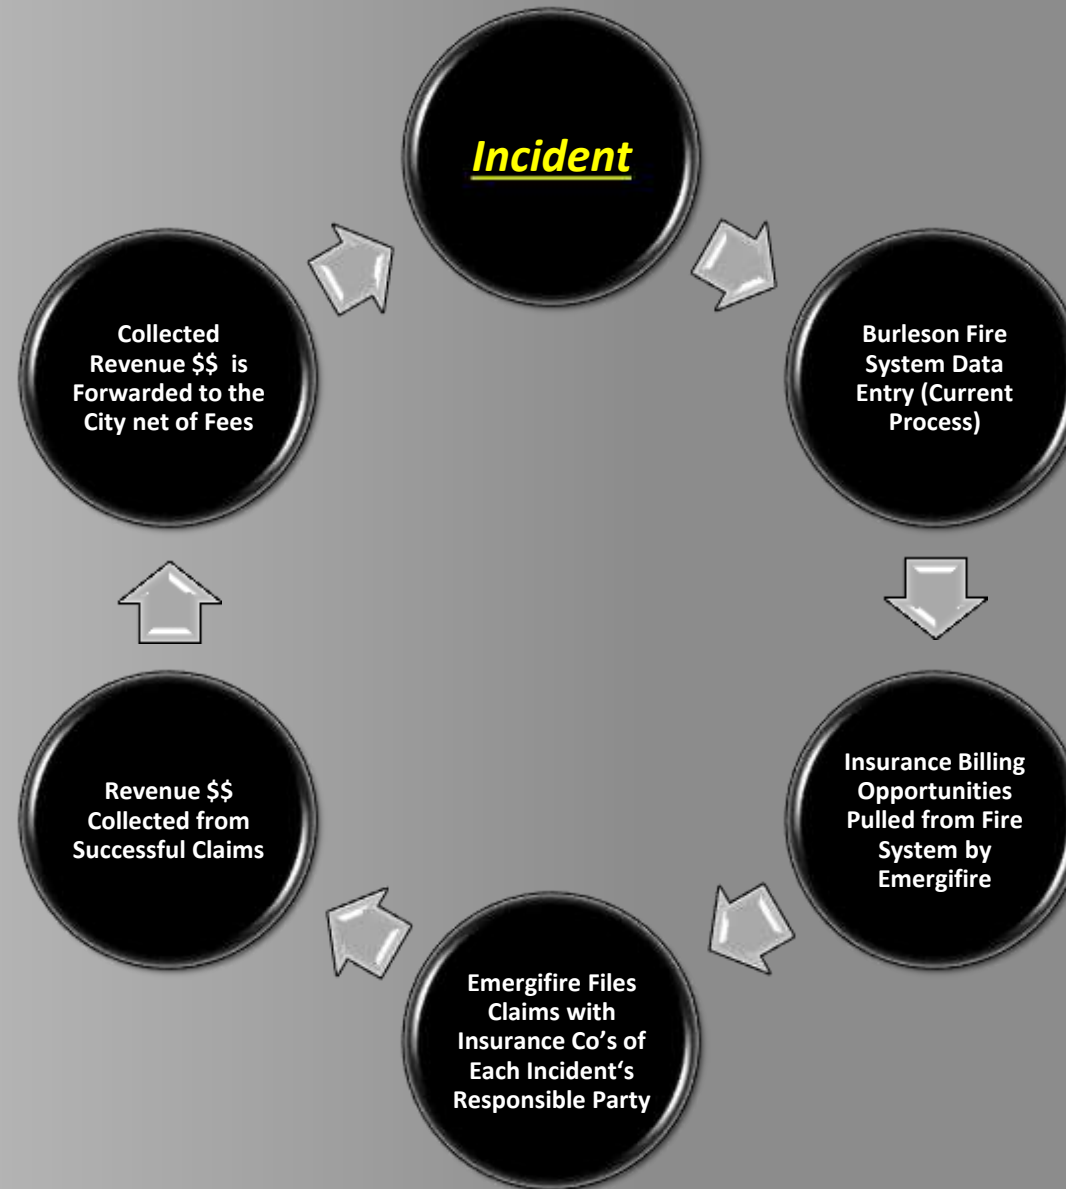 Incident
Burleson Fire
System Data
Entry (Current
Process)
Insurance Billing
Opportunities
Pulled from Fire
System by
Emergifire
Emergifire Files
Claims with
Insurance Co’s of
Each Incident‘s
Responsible Party
Revenue $$
Collected from
Successful Claims
Collected
Revenue $$  is
Forwarded to the
City net of Fees